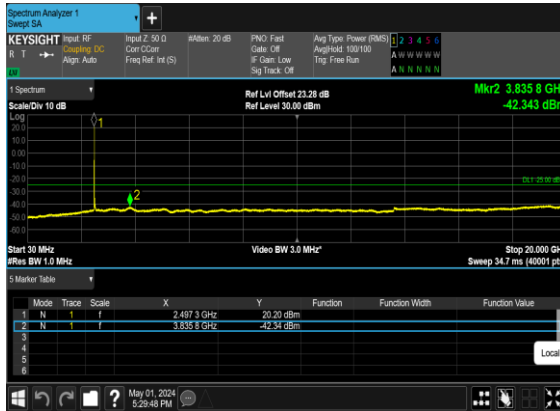 Spectrum Analyzer 1
Swept SA
KEYSIGHT Input: RF Input Z: 50 Ω #Atten: 20 dB PNO: Fast Avg Type: Power (RMS) 1 2 3 4 5 6
R T Coupling: DC Corr CCorr Gate: Off Avg|Hold: 100/100 A W W W W W
Align: Auto Freq Ref: Int (S) IF Gain: Low Trig: Free Run
Sig Track: Off A N N N N N
1 Spectrum Ref Lvl Offset 23.28 dB Mkr2 3.835 8 GHz
Scale/Div 10 dB Ref Level 30.00 dBm -42.343 dBm
Log
1
20.0
10.0
0.00
-10.0
-20.0
DL1 -25.00 dB
-30.0
2
-40.0
-50.0
-60.0
Start 30 MHz Video BW 3.0 MHz* Stop 20.000 GH
#Res BW 1.0 MHz Sweep 34.7 ms (40001 pts
5 Marker Table
Mode Trace Scale X Y Function Function Width Function Value
1 N 1 f 2.497 3 GHz 20.20 dBm
2 N 1 f 3.835 8 GHz -42.34 dBm
3
4
5
6
Local
? May 01, 2024
5:29:48 PM